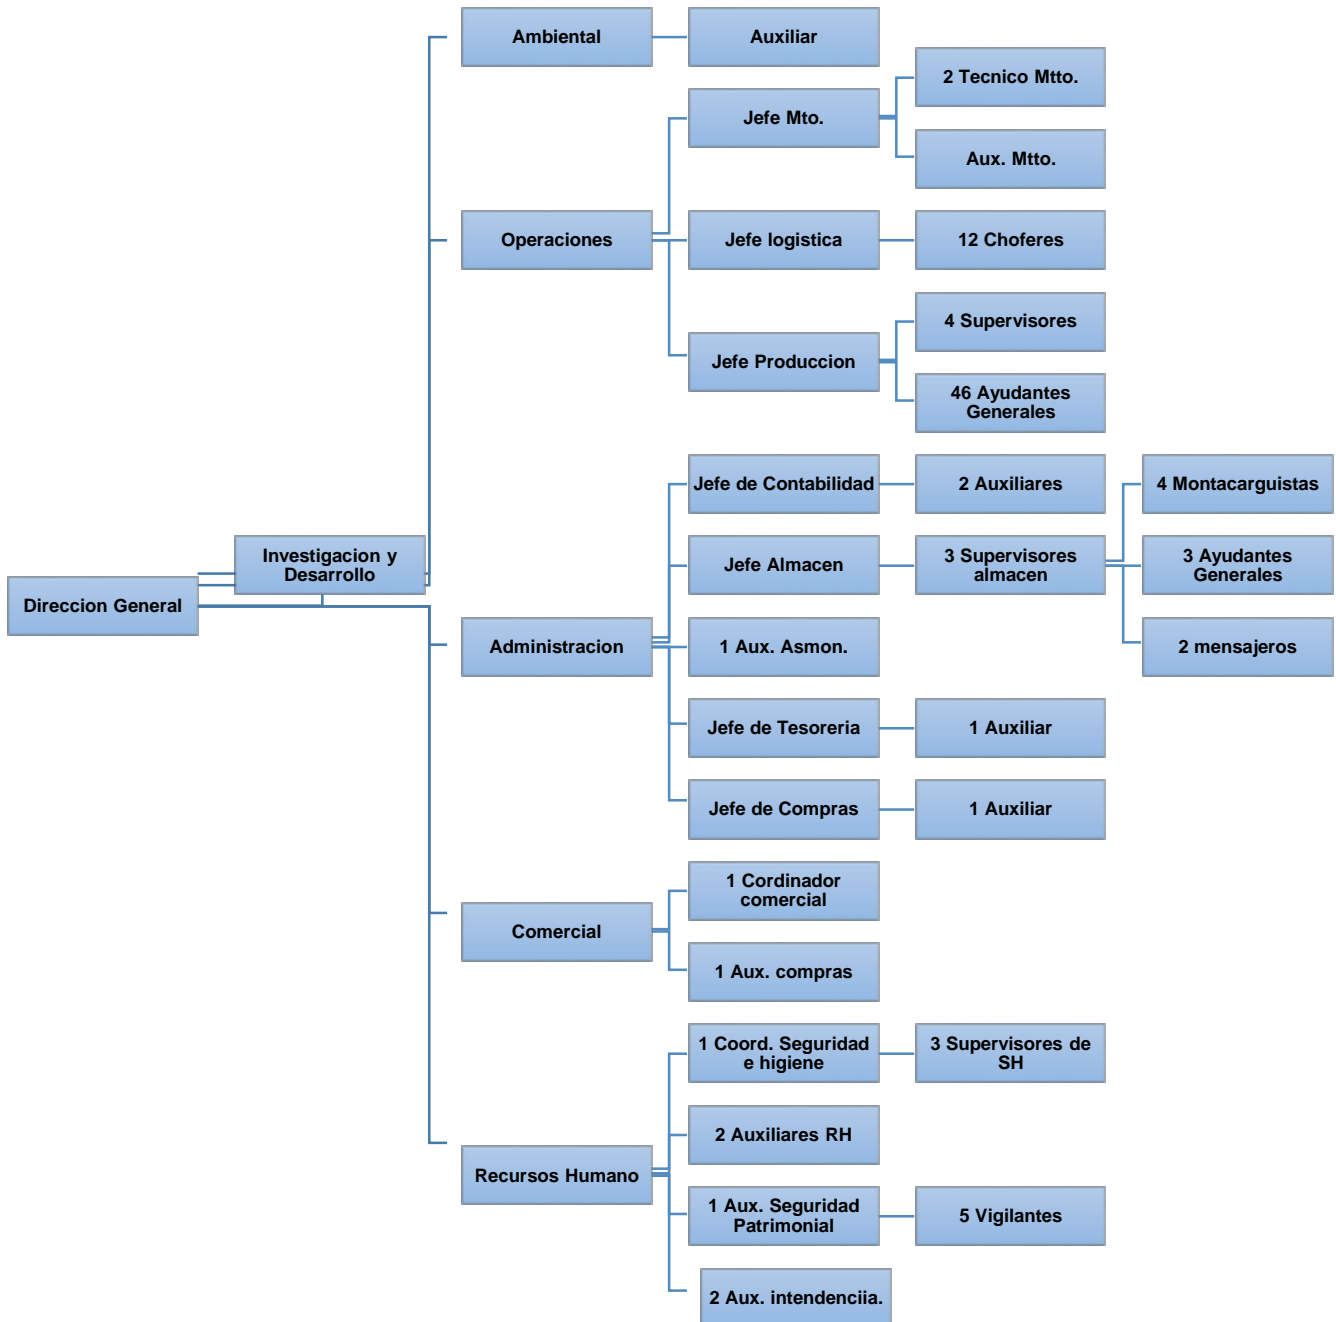 Ambiental
Auxiliar
2 Tecnico Mtto.
Jefe Mto.
Aux. Mtto.
Operaciones
Jefe logistica
12 Choferes
4 Supervisores
Jefe Produccion
46 Ayudantes
Generales
Jefe de Contabilidad
2 Auxiliares
4 Montacarguistas
Investigacion y
Desarrollo
Jefe Almacen
3 Supervisores
almacen
3 Ayudantes
Generales
Direccion General
Administracion
1 Aux. Asmon.
2 mensajeros
Jefe de Tesoreria
1 Auxiliar
Jefe de Compras
1 Auxiliar
1 Cordinador
comercial
Comercial
1 Aux. compras
1 Coord. Seguridad
e higiene
3 Supervisores de
SH
2 Auxiliares RH
Recursos Humano
1 Aux. Seguridad
Patrimonial
5 Vigilantes
2 Aux. intendenciia.